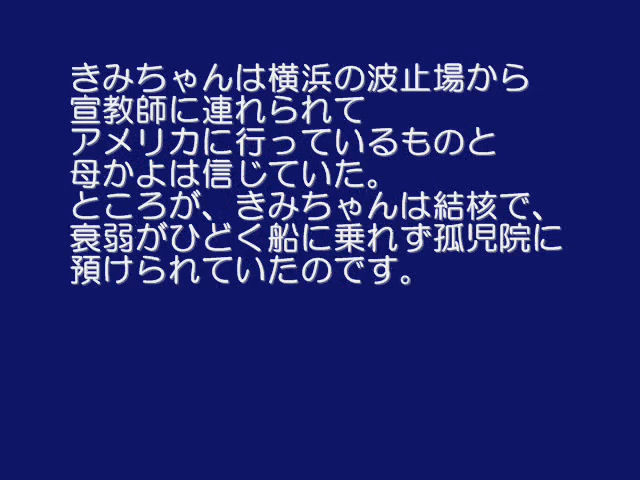 きみちゃんは横浜の波止場から
宣教師に連れられて
アメリカに行っているものと
母かよは信じていた。
ところが、きみちゃんは結核で、
衰弱がひどく船に乗れず孤児院に
預けられていたのです。